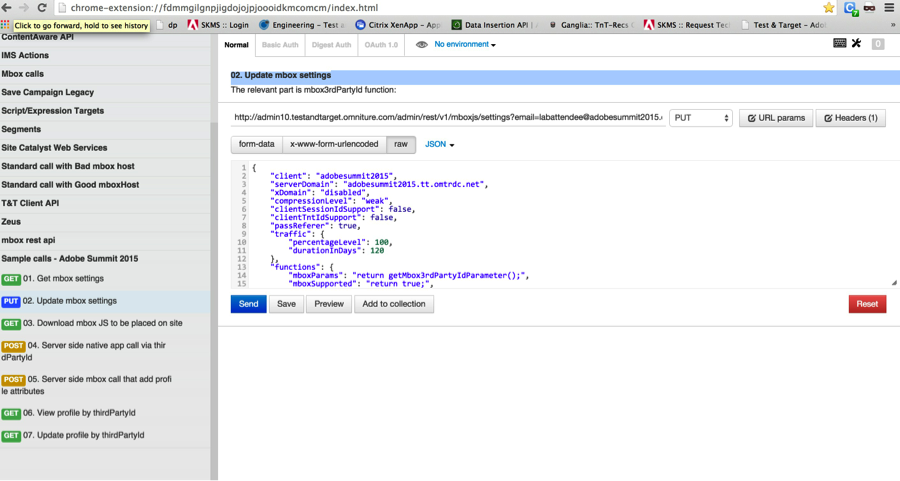 chrome-extension://fdmmgilgnpjigdojojpjoooidkmcomcm/index.html
Click to go forward, hold to see history
dp
SKMS :: Login
Engineering – Test a
Citrix XenApp – App
Data Insertion API |
Ganglia:: TnT-Recs
SKMS :: Request Tech
Test & Target – Ado
»
ContentAware API
IMS Actions
Mbox calls
Save Campaign Legacy
Script/Expression Targets
Segments
Site Catalyst Web Services
Standard call with Bad mbox host
Standard call with Good mboxHost
T&T Client API
Zeus
mbox rest api
Sample calls - Adobe Summit 2015
GET 01. Get mbox settings
PUT 02. Update mbox settings
GET 03. Download mbox JS to be placed on site
POST 04. Server side native app call via thir
dPartyId
POST 05. Server side mbox call that add profi
le attributes
GET 06. View profile by thirdPartyId
GET 07. Update profile by thirdPartyId
Normal Basic Auth Digest Auth OAuth 1.0 No environment
0
02. Update mbox settings
The relevant part is mbox3rdPartyId function:
http://admin10.testandtarget.omniture.com/admin/rest/v1/mboxjs/settings?email=labattendee@adobesummit2015.
PUT URL params Headers (1)
form-data x-www-form-urlencoded raw JSON
1 {
2 "client": "adobesummit2015",
3 "serverDomain": "adobesummit2015.tt.omtrdc.net",
4 "xDomain": "disabled",
5 "compressionLevel": "weak",
6 "clientSessionIdSupport": false,
7 "clientTntIdSupport": false,
8 "passReferer": true,
9 "traffic": {
10 "percentageLevel": 100,
11 "durationInDays": 120
12 },
13 "functions": {
14 "mboxParams": "return getMbox3rdPartyIdParameter();",
15 "mboxSupported": "return true;",
Send Save Preview Add to collection Reset